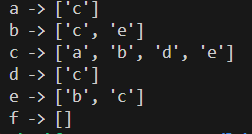 a -> ['c']
b -> ['c', 'e']
c -> ['a', 'b', 'd', 'e']
d -> ['c']
e -> ['b', 'c']
f -> []